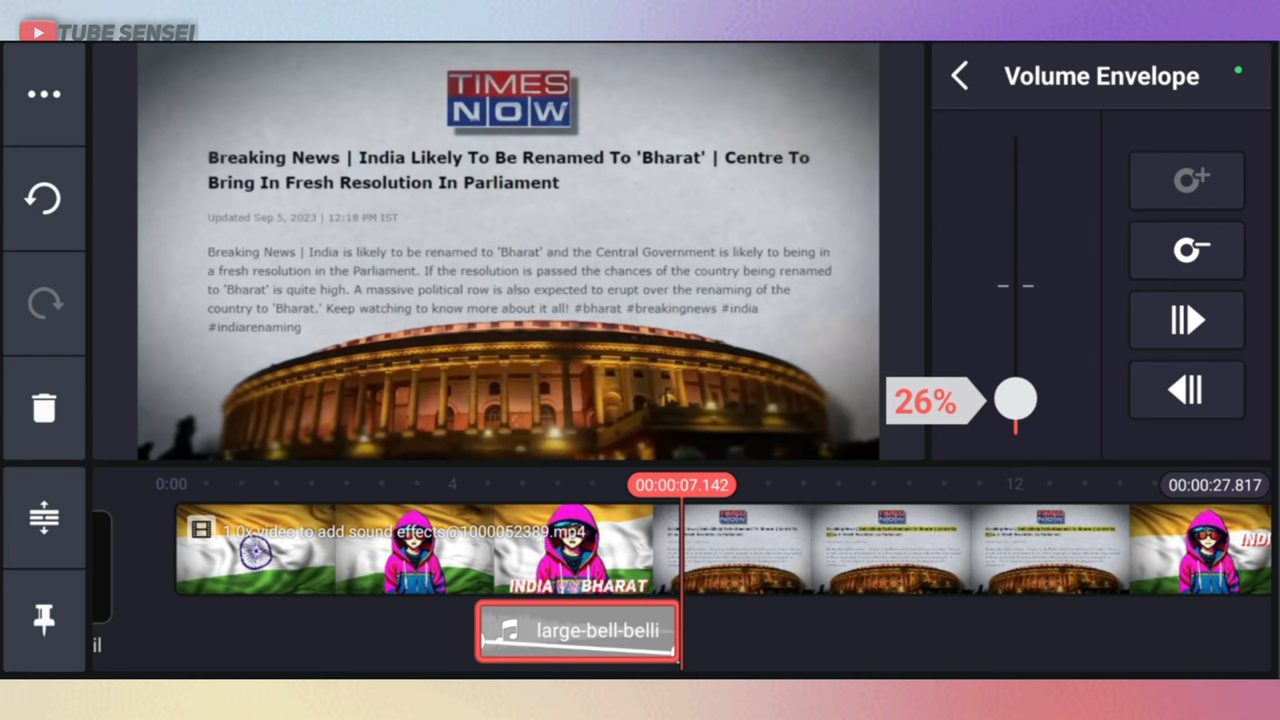 TUBE SENSEI
TIMES
NOW
Breaking News | India Likely To Be Renamed To 'Bharat' | Centre To
Bring In Fresh Resolution In Parliament
Updated Sep 5, 2023 | 12:18 PM IST
Breaking News | India is likely to be renamed to 'Bharat' and the Central Government is likely to being in
a fresh resolution in the Parliament. If the resolution is passed the chances of the country being renamed
to 'Bharat' is quite high. A massive political row is also expected to erupt over the renaming of the
country to 'Bharat.' Keep watching to know more about it all! #bharat #breakingnews #india
#indiarenaming
Volume Envelope
26%
0:00
4
00:00:07.142
12
00:00:27.817
1.0x video to add sound effects@1000052389.mp4
INDIA BHARAT
INDI
large-bell-belli
il